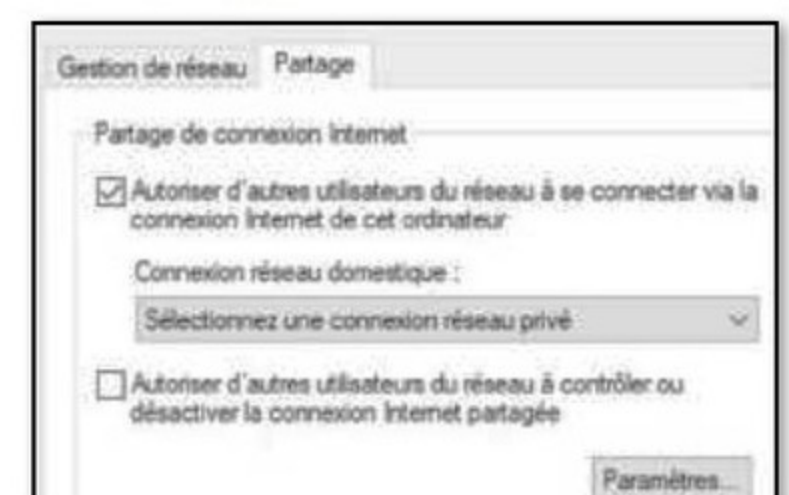 Gestion de réseau Partage
Partage de connexion Internet
Autoriser d'autres utilisateurs du réseau à se connecter via la
connexion Internet de cet ordinateur
Connexion réseau domestique :
Sélectionnez une connexion réseau privé
Autoriser d'autres utilisateurs du réseau à contrôler ou
désactiver la connexion Internet partagée
Paramètres...